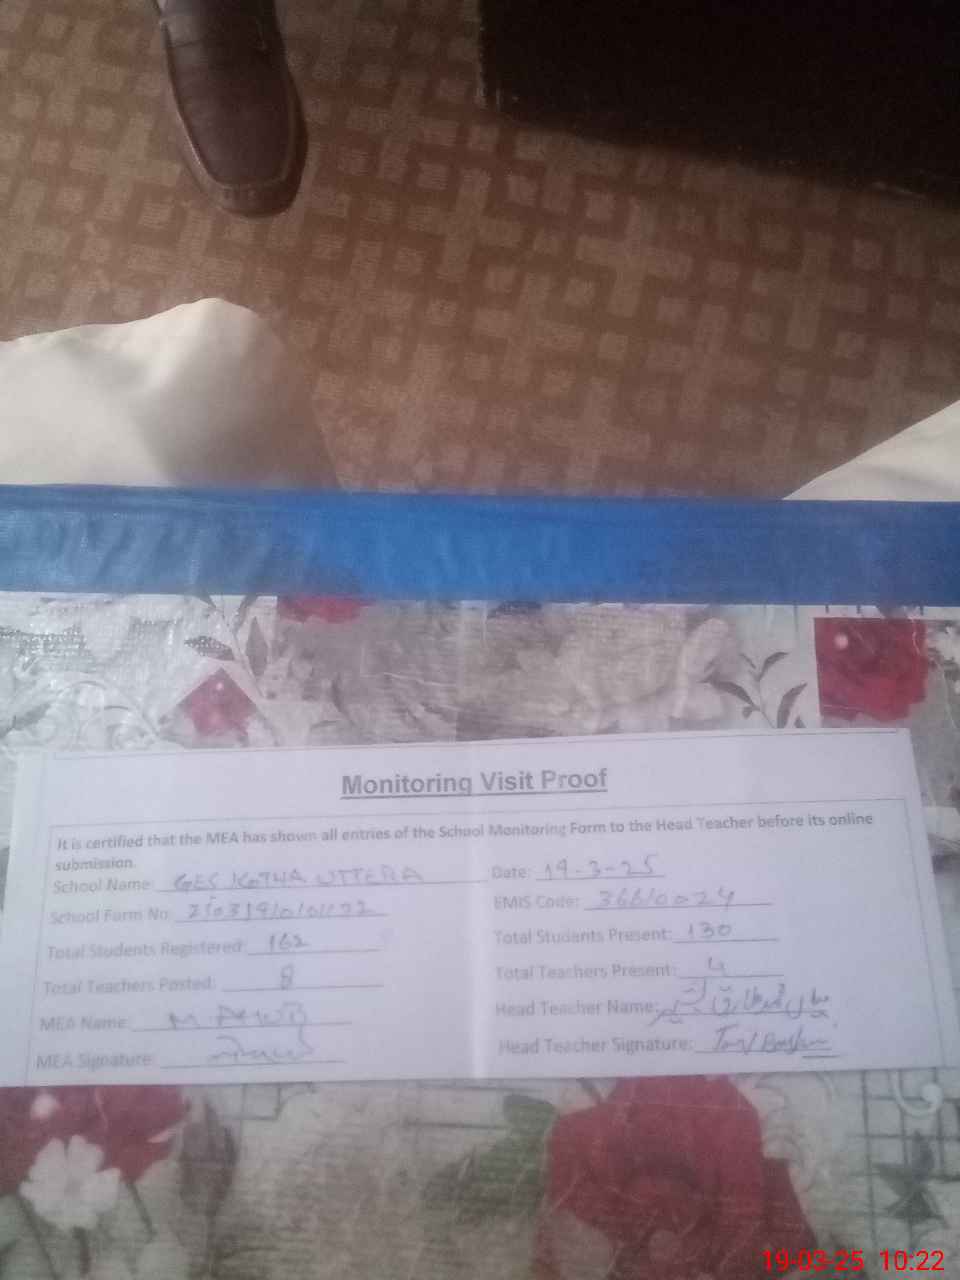 Monitoring Visit Proof
It is certified that the MEA has shown all entries of the School Monitoring Form to the Head Teacher before its online
submission.
School Name: GES KOTHA UTTERA Date: 19-3-25
School Form No: EMIS Code: 36610024
Total Students Registered: 162 Total Students Present: 130
Total Teachers Posted: 8 Total Teachers Present: 4
MEA Name: M Head Teacher Name:
MEA Signature: Head Teacher Signature:
19-03-25 10:22